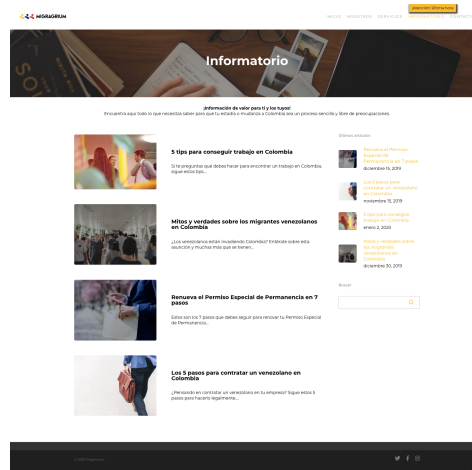 ¡Atención! Última hora
MIGRAGRIUM
INICIO NOSOTROS SERVICIOS INFORMATORIO CONTACTO
Informatorio
¡Información de valor para ti y los tuyos!
Encuentra aquí todo lo que necesitas saber para que tu estadía o mudanza a Colombia sea un proceso sencillo y libre de preocupaciones.
5 tips para conseguir trabajo en Colombia
Si te preguntas qué debes hacer para encontrar un trabajo en Colombia,
sigue estos tips...
Mitos y verdades sobre los migrantes venezolanos
en Colombia
¿Los venezolanos están invadiendo Colombia? Entérate sobre esta
asunción y muchas más que se tienen...
Renueva el Permiso Especial de Permanencia en 7
pasos
Estos son los 7 pasos que debes seguir para renovar tu Permiso Especial
de Permanencia...
Los 5 pasos para contratar un venezolano en
Colombia
¿Pensando en contratar un venezolano en tu empresa? Sigue estos 5
pasos para hacerlo legalmente...
Últimos artículos
Renueva el Permiso
Especial de
Permanencia en 7 pasos
diciembre 15, 2019
Los 5 pasos para
contratar un venezolano
en Colombia
noviembre 15, 2019
5 tips para conseguir
trabajo en Colombia
enero 2, 2020
Mitos y verdades sobre
los migrantes
venezolanos en
Colombia
diciembre 30, 2019
Buscar
© 2020 Migragrium.